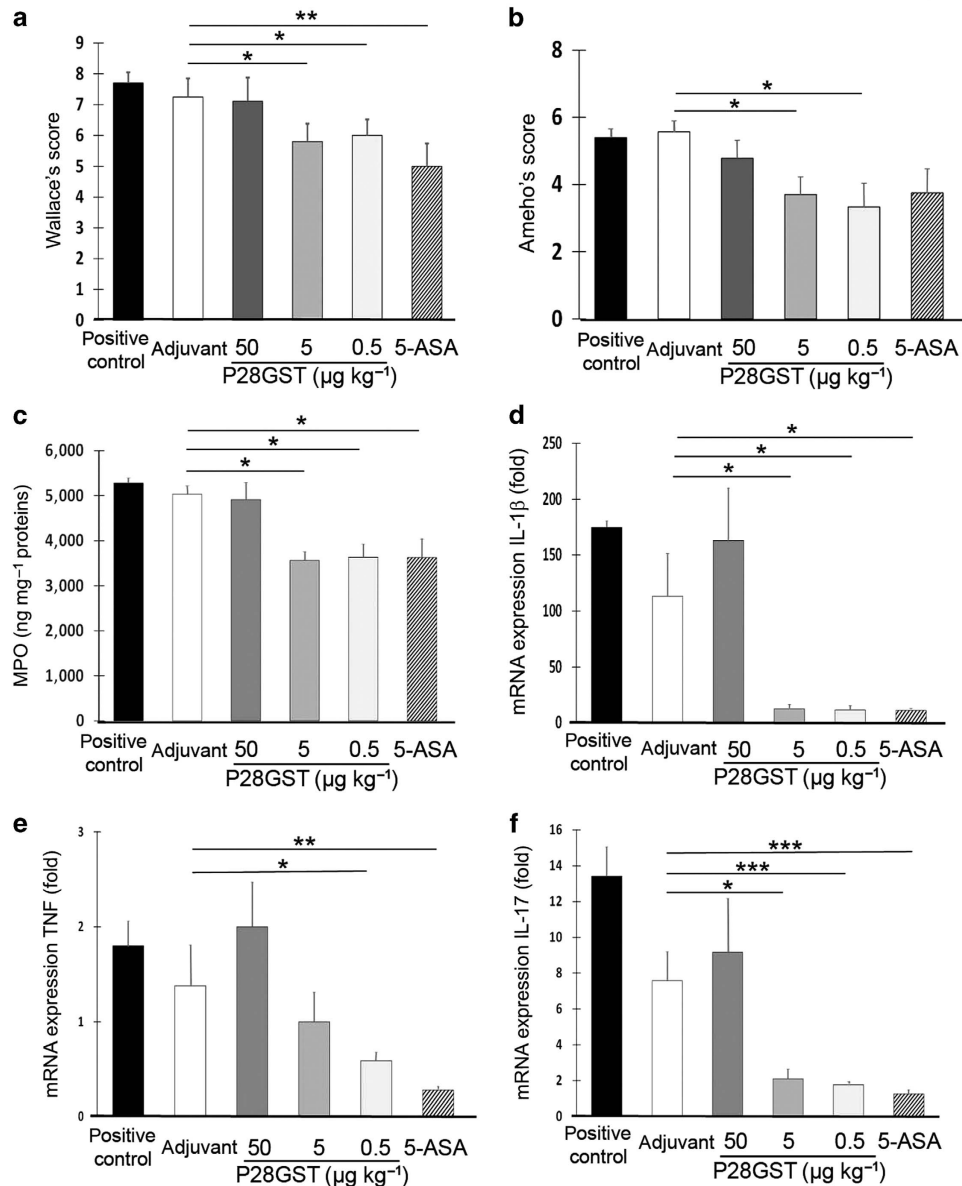 a
**
*
*
9
8
7
6
5
4
3
2
1
0
Wallace's score
Positive control
Adjuvant
50 5 0.5 5-ASA
P28GST (µg kg⁻¹)
b
*
*
8
6
4
2
0
Ameho's score
Positive control
Adjuvant
50 5 0.5 5-ASA
P28GST (µg kg⁻¹)
c
*
*
*
6,000
5,000
4,000
3,000
2,000
1,000
0
MPO (ng mg⁻¹ proteins)
Positive control
Adjuvant
50 5 0.5 5-ASA
P28GST (µg kg⁻¹)
d
*
*
*
250
200
150
100
50
0
mRNA expression IL-1β (fold)
Positive control
Adjuvant
50 5 0.5 5-ASA
P28GST (µg kg⁻¹)
e
**
*
3
2
1
0
mRNA expression TNF (fold)
Positive control
Adjuvant
50 5 0.5 5-ASA
P28GST (µg kg⁻¹)
f
***
***
*
16
14
12
10
8
6
4
2
0
mRNA expression IL-17 (fold)
Positive control
Adjuvant
50 5 0.5 5-ASA
P28GST (µg kg⁻¹)